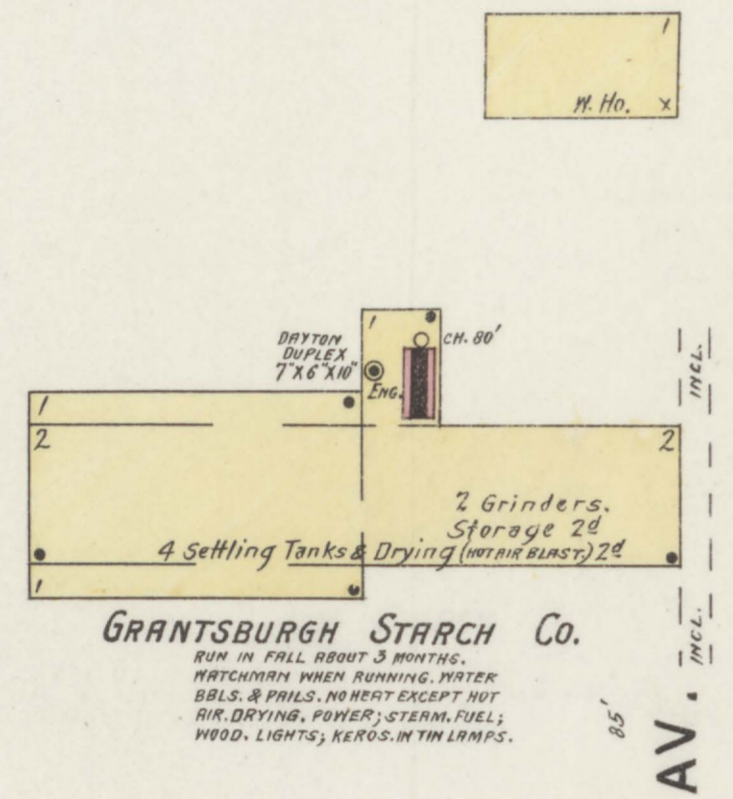 1
W. Ho. x
1
DAYTON
DUPLEX
7"X6"X10"
CH. 80'
ENG.
INCL.
1
2
2
2 Grinders.
Storage 2d
4 Settling Tanks & Drying (HOT AIR BLAST.) 2d
1
GRANTSBURGH STARCH Co.
RUN IN FALL ABOUT 3 MONTHS.
WATCHMAN WHEN RUNNING. WATER
BBLS. & PAILS. NO HEAT EXCEPT HOT
AIR. DRYING. POWER; STEAM. FUEL;
WOOD. LIGHTS; KEROS. IN TIN LAMPS.
INCL.
85'
AV.